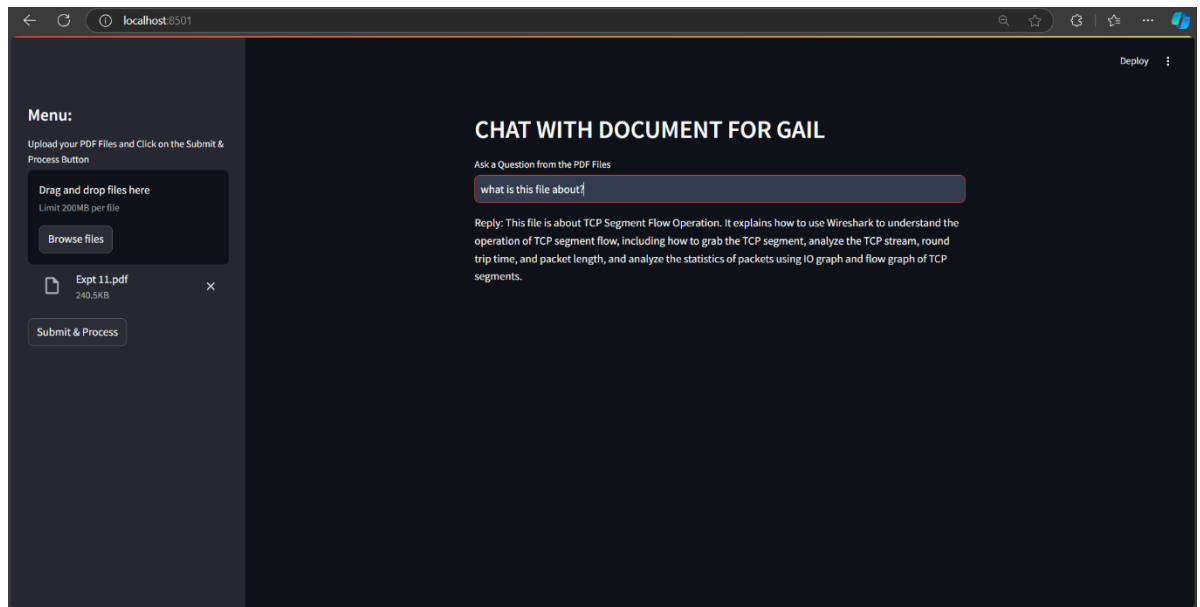 localhost:8501
Deploy
Menu:
Upload your PDF Files and Click on the Submit &
Process Button
Drag and drop files here
Limit 200MB per file
Browse files
Expt 11.pdf
240.5KB
Submit & Process
CHAT WITH DOCUMENT FOR GAIL
Ask a Question from the PDF Files
what is this file about?
Reply: This file is about TCP Segment Flow Operation. It explains how to use Wireshark to understand the
operation of TCP segment flow, including how to grab the TCP segment, analyze the TCP stream, round
trip time, and packet length, and analyze the statistics of packets using IO graph and flow graph of TCP
segments.